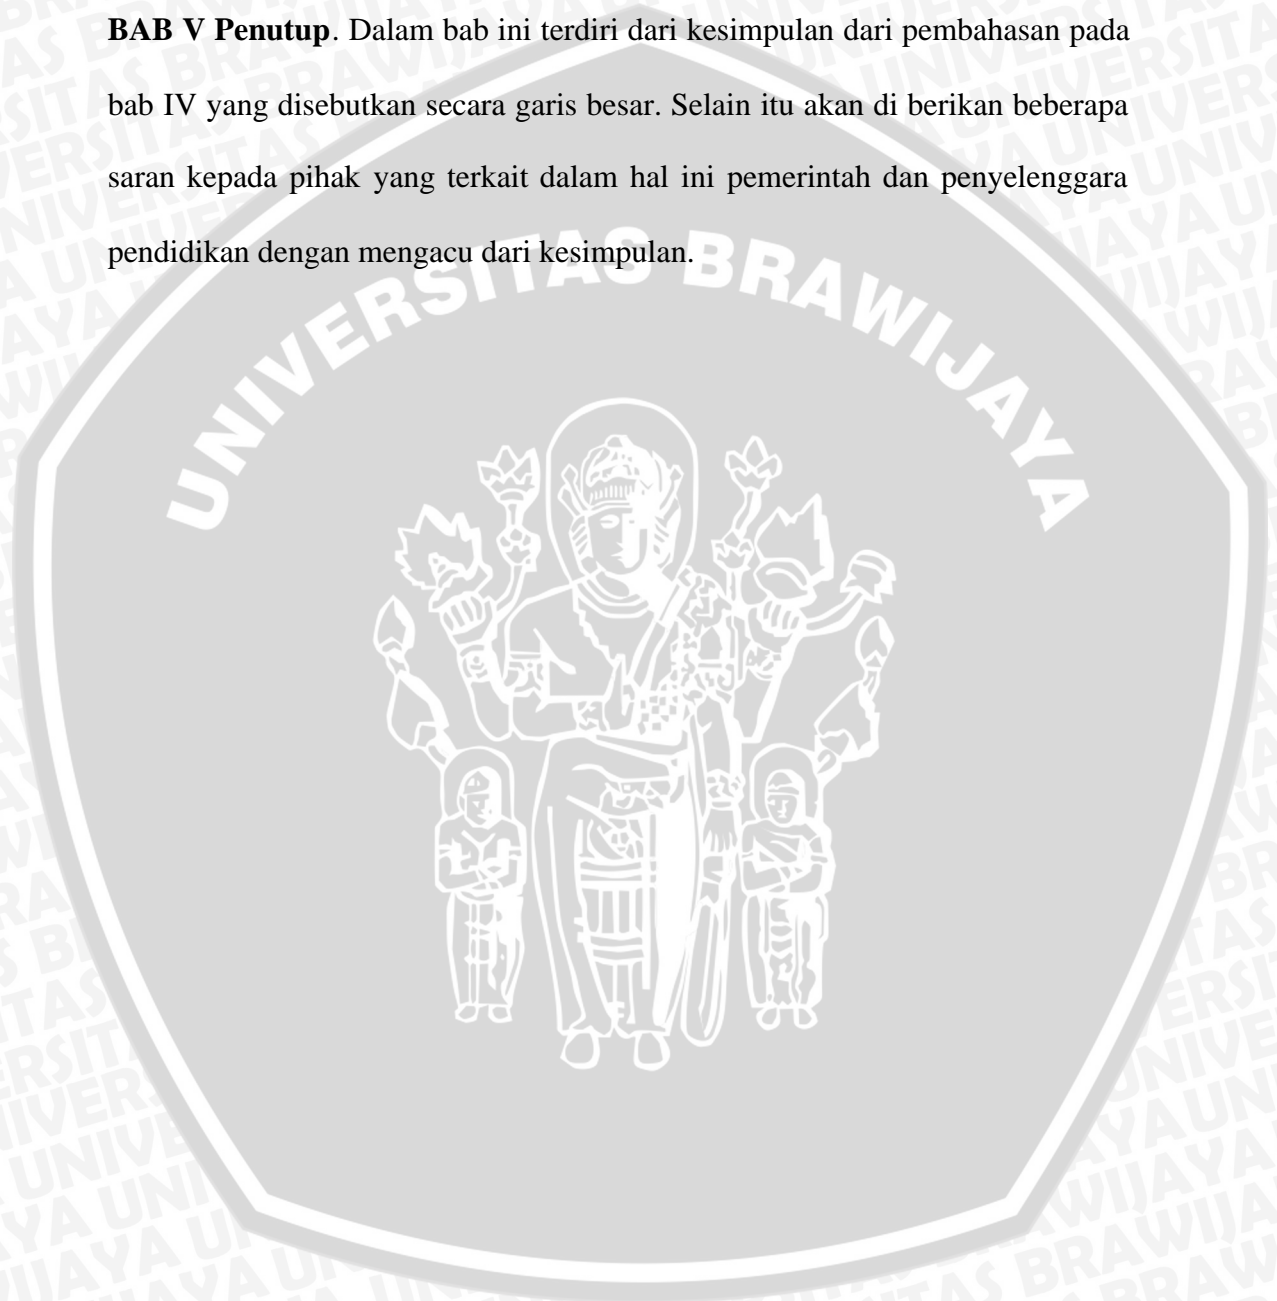 BAB V Penutup. Dalam bab ini terdiri dari kesimpulan dari pembahasan pada
bab IV yang disebutkan secara garis besar. Selain itu akan di berikan beberapa
saran kepada pihak yang terkait dalam hal ini pemerintah dan penyelenggara
pendidikan dengan mengacu dari kesimpulan.
UNIVERSITAS BRAWIJAYA